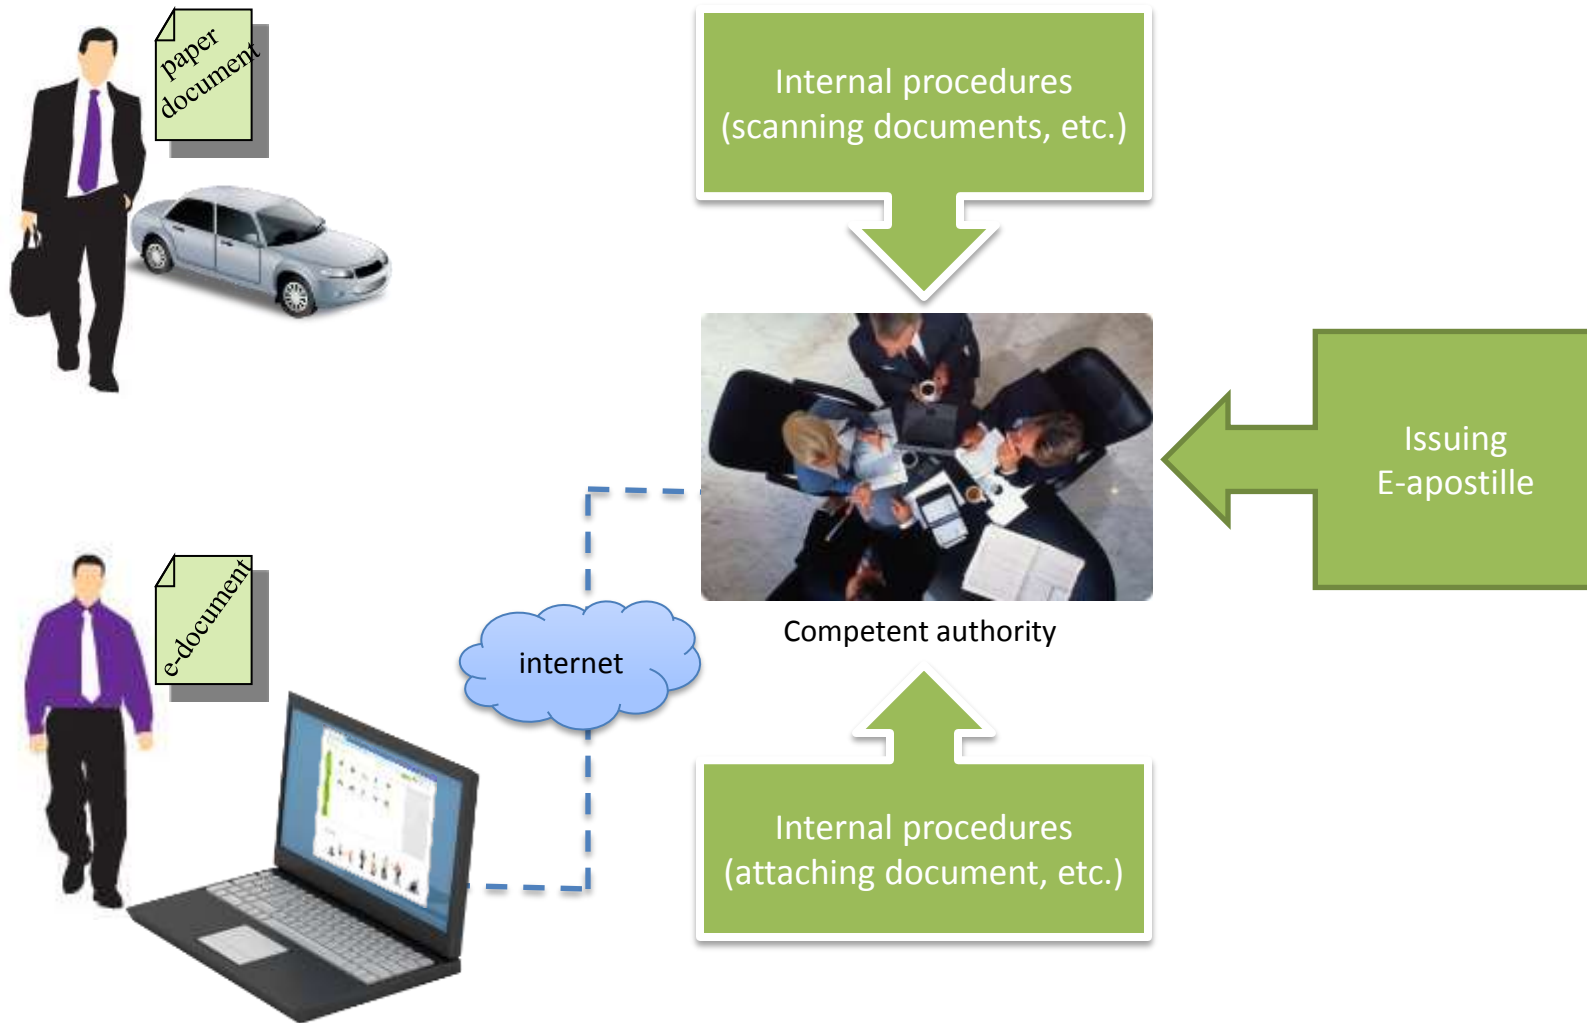 paper
document
Internal procedures
(scanning documents, etc.)
Issuing
E-apostille
e-document
internet
Competent authority
Internal procedures
(attaching document, etc.)